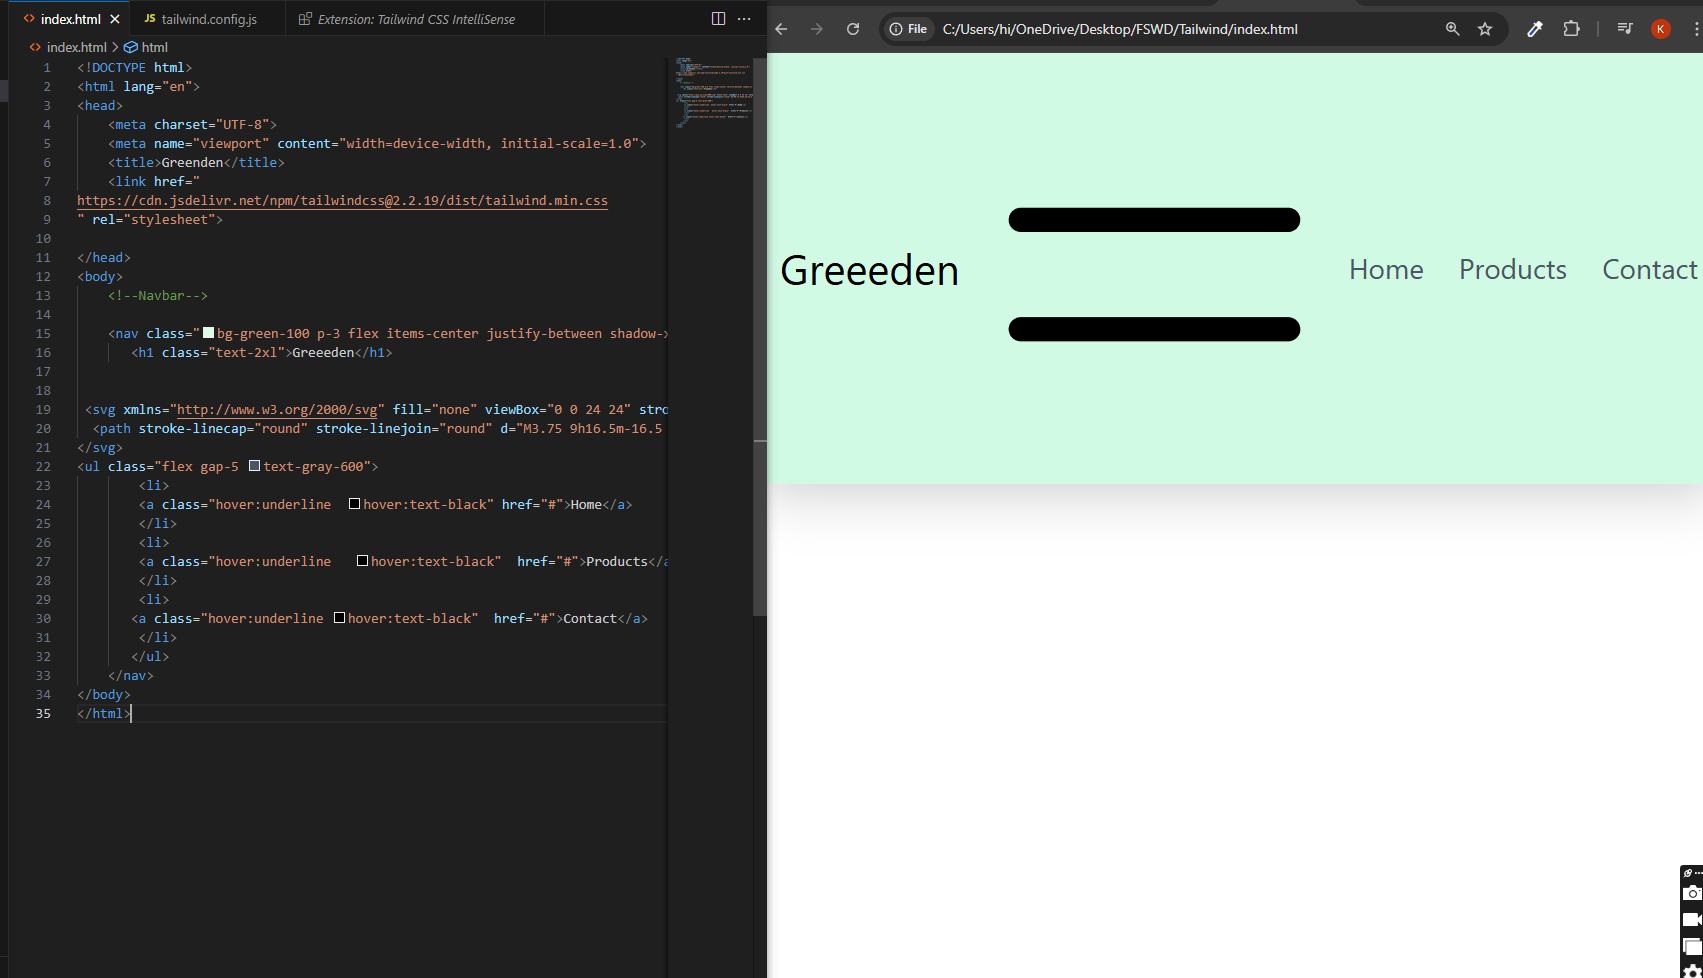 index.html
JS tailwind.config.js
Extension: Tailwind CSS IntelliSense
index.html > html
1 <!DOCTYPE html>
2 <html lang="en">
3 <head>
4 <meta charset="UTF-8">
5 <meta name="viewport" content="width=device-width, initial-scale=1.0">
6 <title>Greenden</title>
7 <link href="
8 https://cdn.jsdelivr.net/npm/tailwindcss@2.2.19/dist/tailwind.min.css
9 " rel="stylesheet">
10
11 </head>
12 <body>
13 <!--Navbar-->
14
15 <nav class="bg-green-100 p-3 flex items-center justify-between shadow-x
16 <h1 class="text-2xl">Greeeden</h1>
17
18
19 <svg xmlns="http://www.w3.org/2000/svg" fill="none" viewBox="0 0 24 24" stro
20 <path stroke-linecap="round" stroke-linejoin="round" d="M3.75 9h16.5m-16.5
21 </svg>
22 <ul class="flex gap-5 text-gray-600">
23 <li>
24 <a class="hover:underline hover:text-black" href="#">Home</a>
25 </li>
26 <li>
27 <a class="hover:underline hover:text-black" href="#">Products</a
28 </li>
29 <li>
30 <a class="hover:underline hover:text-black" href="#">Contact</a>
31 </li>
32 </ul>
33 </nav>
34 </body>
35 </html>
File C:/Users/hi/OneDrive/Desktop/FSWD/Tailwind/index.html
K
Greeeden
Home Products Contact